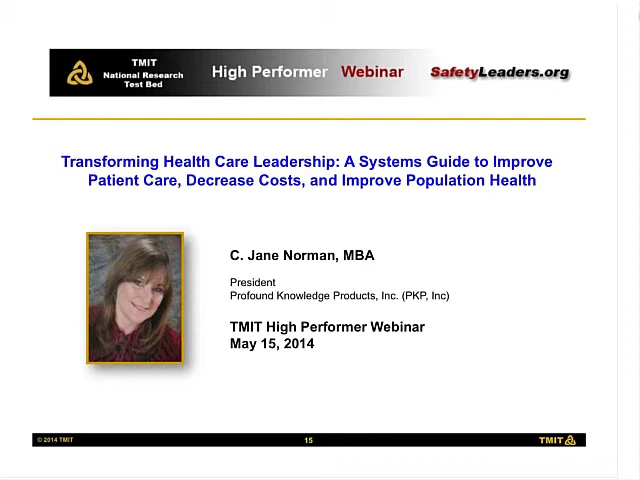 TMIT
National Research
Test Bed
High Performer Webinar
SafetyLeaders.org
Transforming Health Care Leadership: A Systems Guide to Improve
Patient Care, Decrease Costs, and Improve Population Health
C. Jane Norman, MBA
President
Profound Knowledge Products, Inc. (PKP, Inc)
TMIT High Performer Webinar
May 15, 2014
© 2014 TMIT
15
TMIT